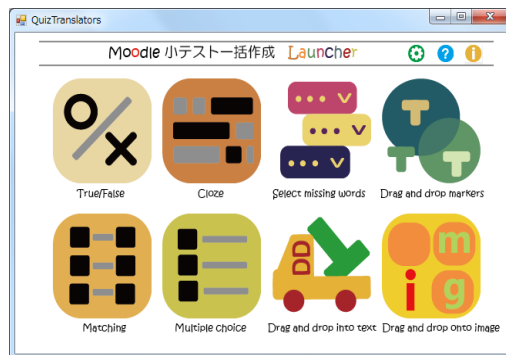 QuizTranslators
Moodle 小テスト一括作成 Launcher
True/False
Cloze
Select missing words
Drag and drop markers
T
T
T
Matching
Multiple choice
DD
Drag and drop into text
m
i
g
Drag and drop onto image